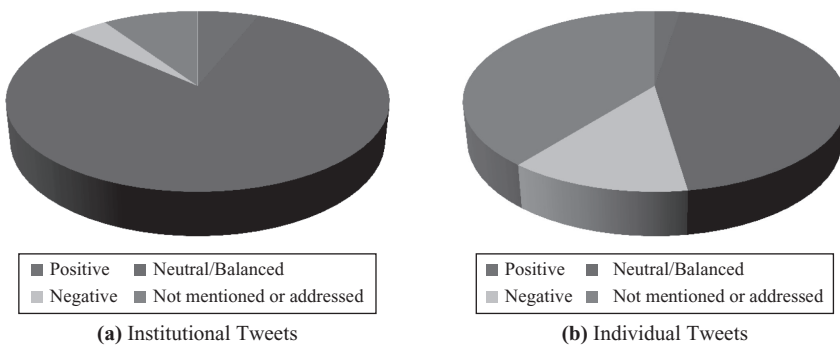 Positive Neutral/Balanced
Negative Not mentioned or addressed
(a) Institutional Tweets
Positive Neutral/Balanced
Negative Not mentioned or addressed
(b) Individual Tweets